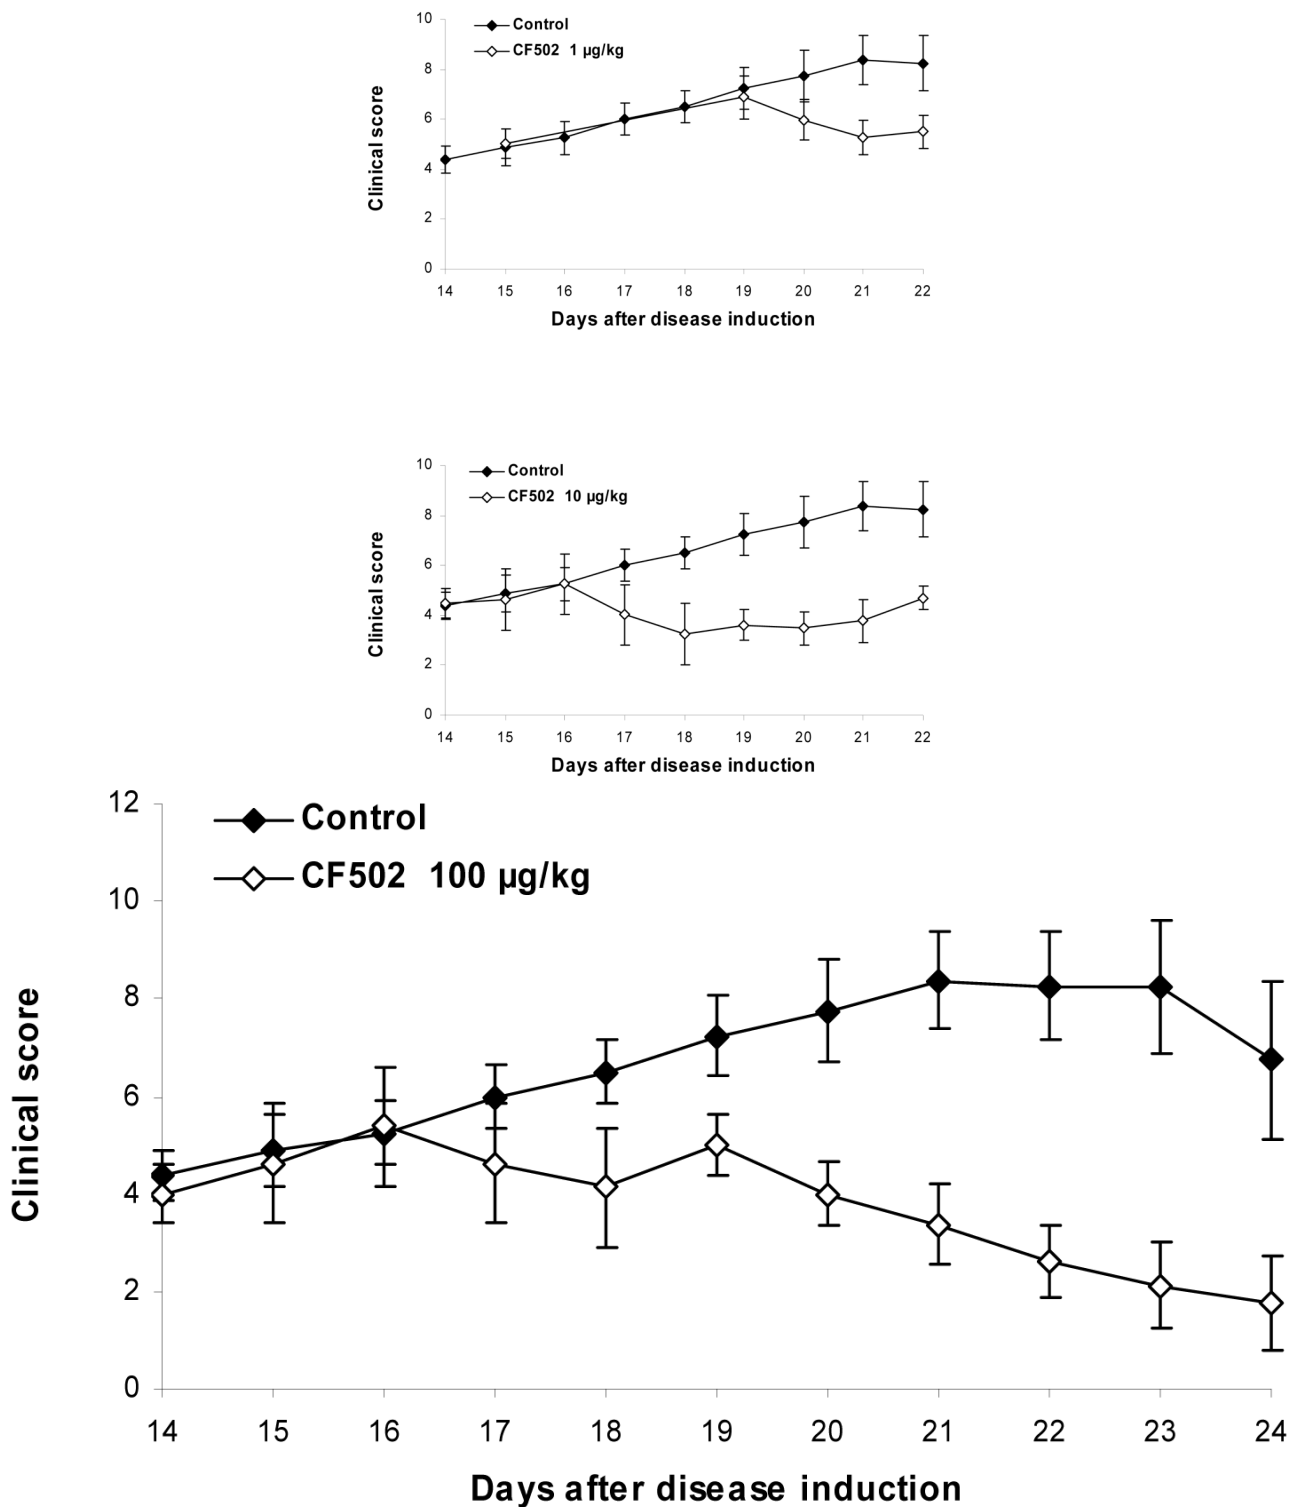 10
Control
CF502 1 µg/kg
8
6
4
2
0
Clinical score
14 15 16 17 18 19 20 21 22
Days after disease induction
10
Control
CF502 10 µg/kg
8
6
4
2
0
Clinical score
14 15 16 17 18 19 20 21 22
Days after disease induction
12
Control
CF502 100 µg/kg
10
8
6
4
2
0
Clinical score
14 15 16 17 18 19 20 21 22 23 24
Days after disease induction